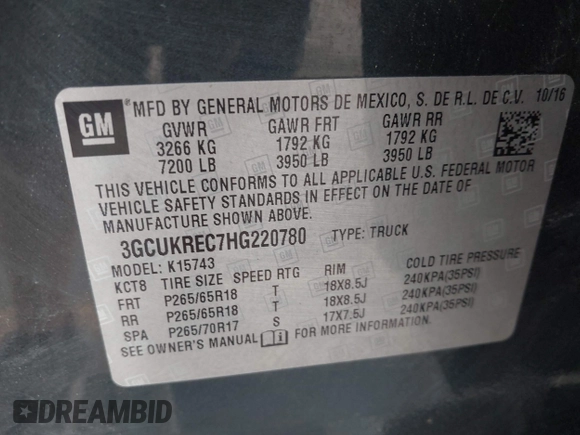 GM ® MFD BY GENERAL MOTORS DE MEXICO, S. DE R.L. DE C.V. 10/16
GVWR GAWR FRT GAWR RR
3266 KG 1792 KG 1792 KG
7200 LB 3950 LB 3950 LB
THIS VEHICLE CONFORMS TO ALL APPLICABLE U.S. FEDERAL MOTOR
VEHICLE SAFETY STANDARDS IN EFFECT ON THE DATE OF
MANUFACTURE SHOWN ABOVE.
3GCUKREC7HG220780 TYPE: TRUCK
MODEL: K15743
KCT8 TIRE SIZE SPEED RTG RIM COLD TIRE PRESSURE
FRT P265/65R18 T 18X8.5J 240KPA(35PSI)
RR P265/65R18 T 18X8.5J 240KPA(35PSI)
SPA P265/70R17 S 17X7.5J 240KPA(35PSI)
SEE OWNER'S MANUAL FOR MORE INFORMATION.
DREAMBID